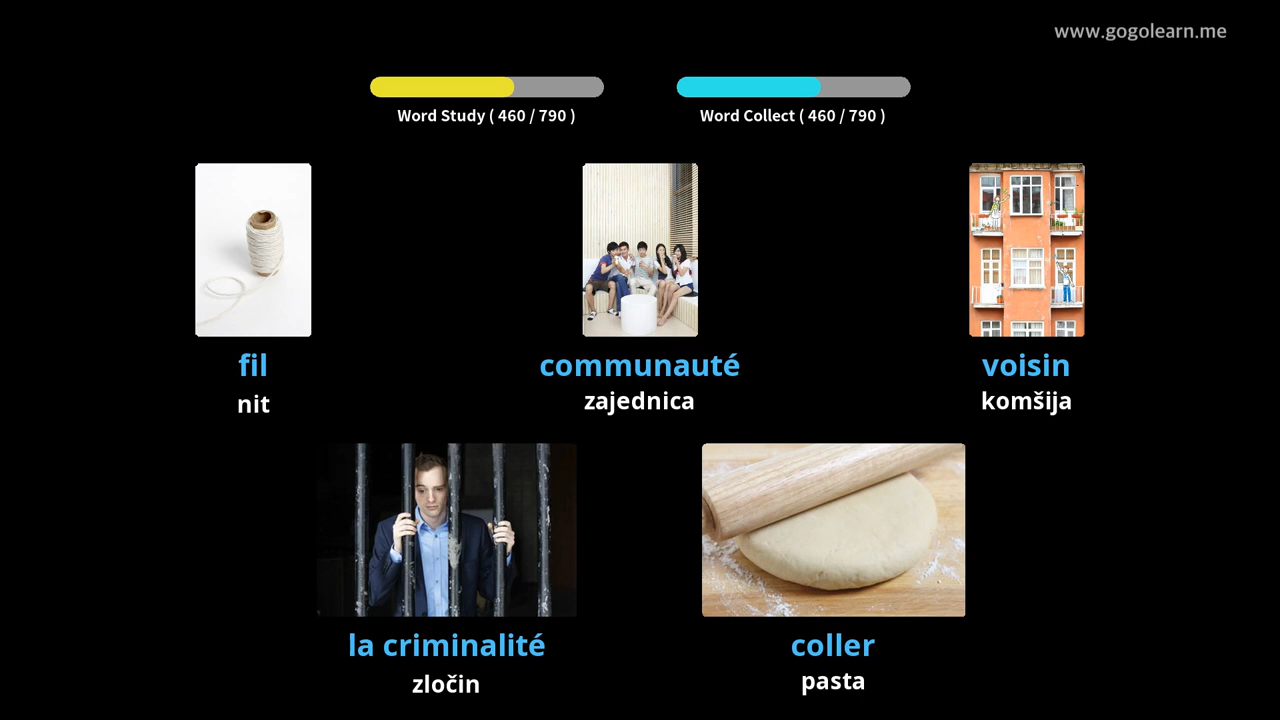 www.gogolearn.me
Word Study ( 460 / 790 )
Word Collect ( 460 / 790 )
fil
nit
communauté
zajednica
voisin
komšija
la criminalité
zločin
coller
pasta